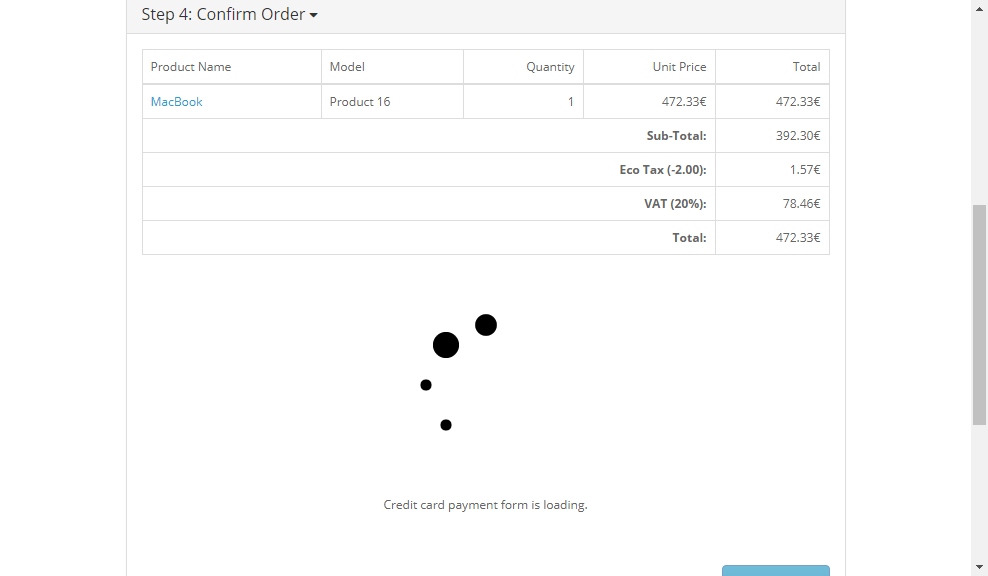 Step 4: Confirm Order
Product Name Model Quantity Unit Price Total
MacBook Product 16 1 472.33€ 472.33€
Sub-Total: 392.30€
Eco Tax (-2.00): 1.57€
VAT (20%): 78.46€
Total: 472.33€
Credit card payment form is loading.